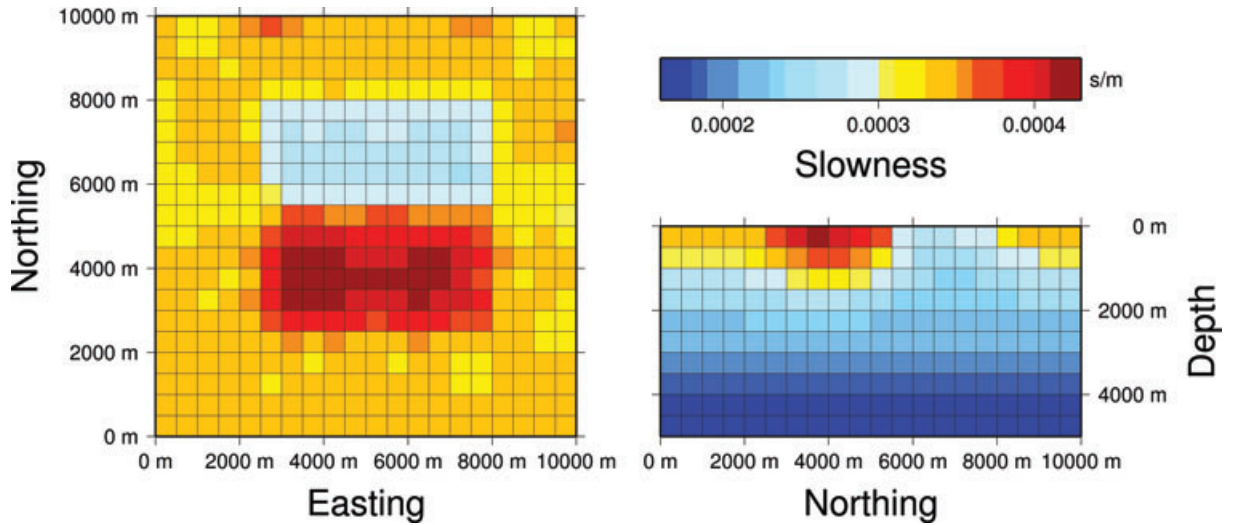 10000 m
8000 m
6000 m
4000 m
2000 m
0 m
Northing
0 m 2000 m 4000 m 6000 m 8000 m 10000 m
Easting
s/m
0.0002 0.0003 0.0004
Slowness
0 m
2000 m
4000 m
Depth
0 m 2000 m 4000 m 6000 m 8000 m 10000 m
Northing